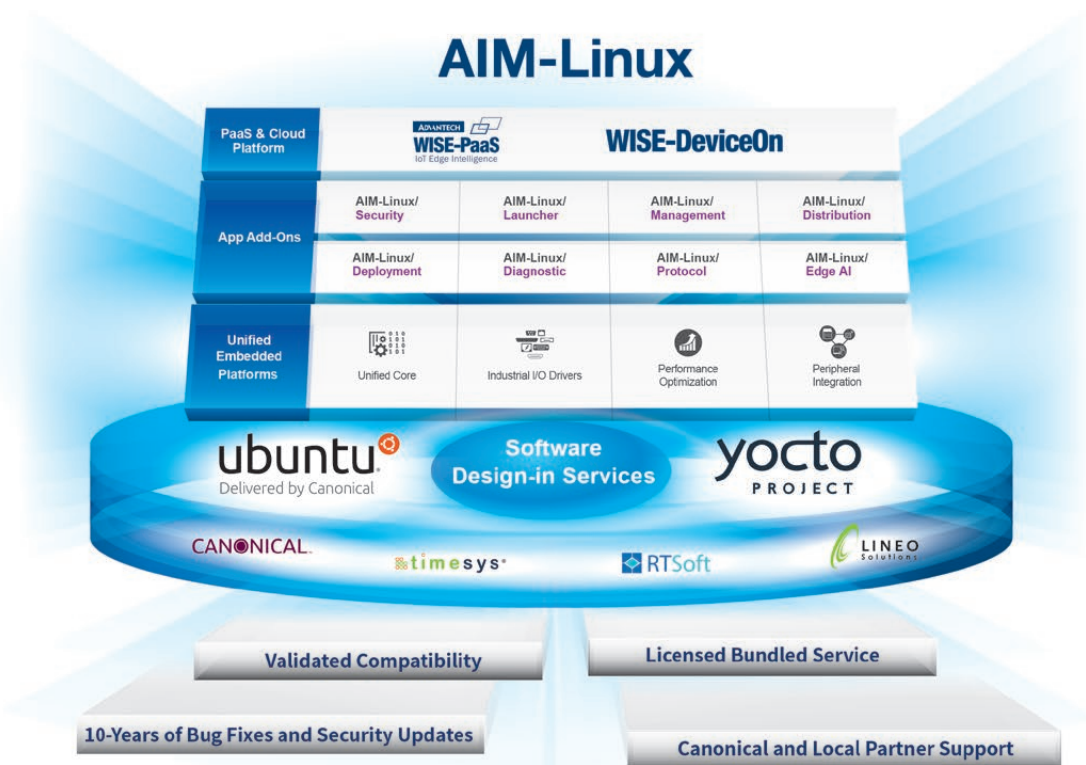 AIM-Linux
PaaS & Cloud
Platform
ADVANTECH
WISE-PaaS
IoT Edge Intelligence
WISE-DeviceOn
App Add-Ons
AIM-Linux/
Security
AIM-Linux/
Launcher
AIM-Linux/
Management
AIM-Linux/
Distribution
AIM-Linux/
Deployment
AIM-Linux/
Diagnostic
AIM-Linux/
Protocol
AIM-Linux/
Edge AI
Unified
Embedded
Platforms
010
101
010
101
Unified Core
Industrial I/O Drivers
Performance
Optimization
Peripheral
Integration
ubuntu
Delivered by Canonical
Software
Design-in Services
yocto
PROJECT
CANONICAL
timesys
RTSoft
LINEO
Solutions
Validated Compatibility
Licensed Bundled Service
10-Years of Bug Fixes and Security Updates
Canonical and Local Partner Support